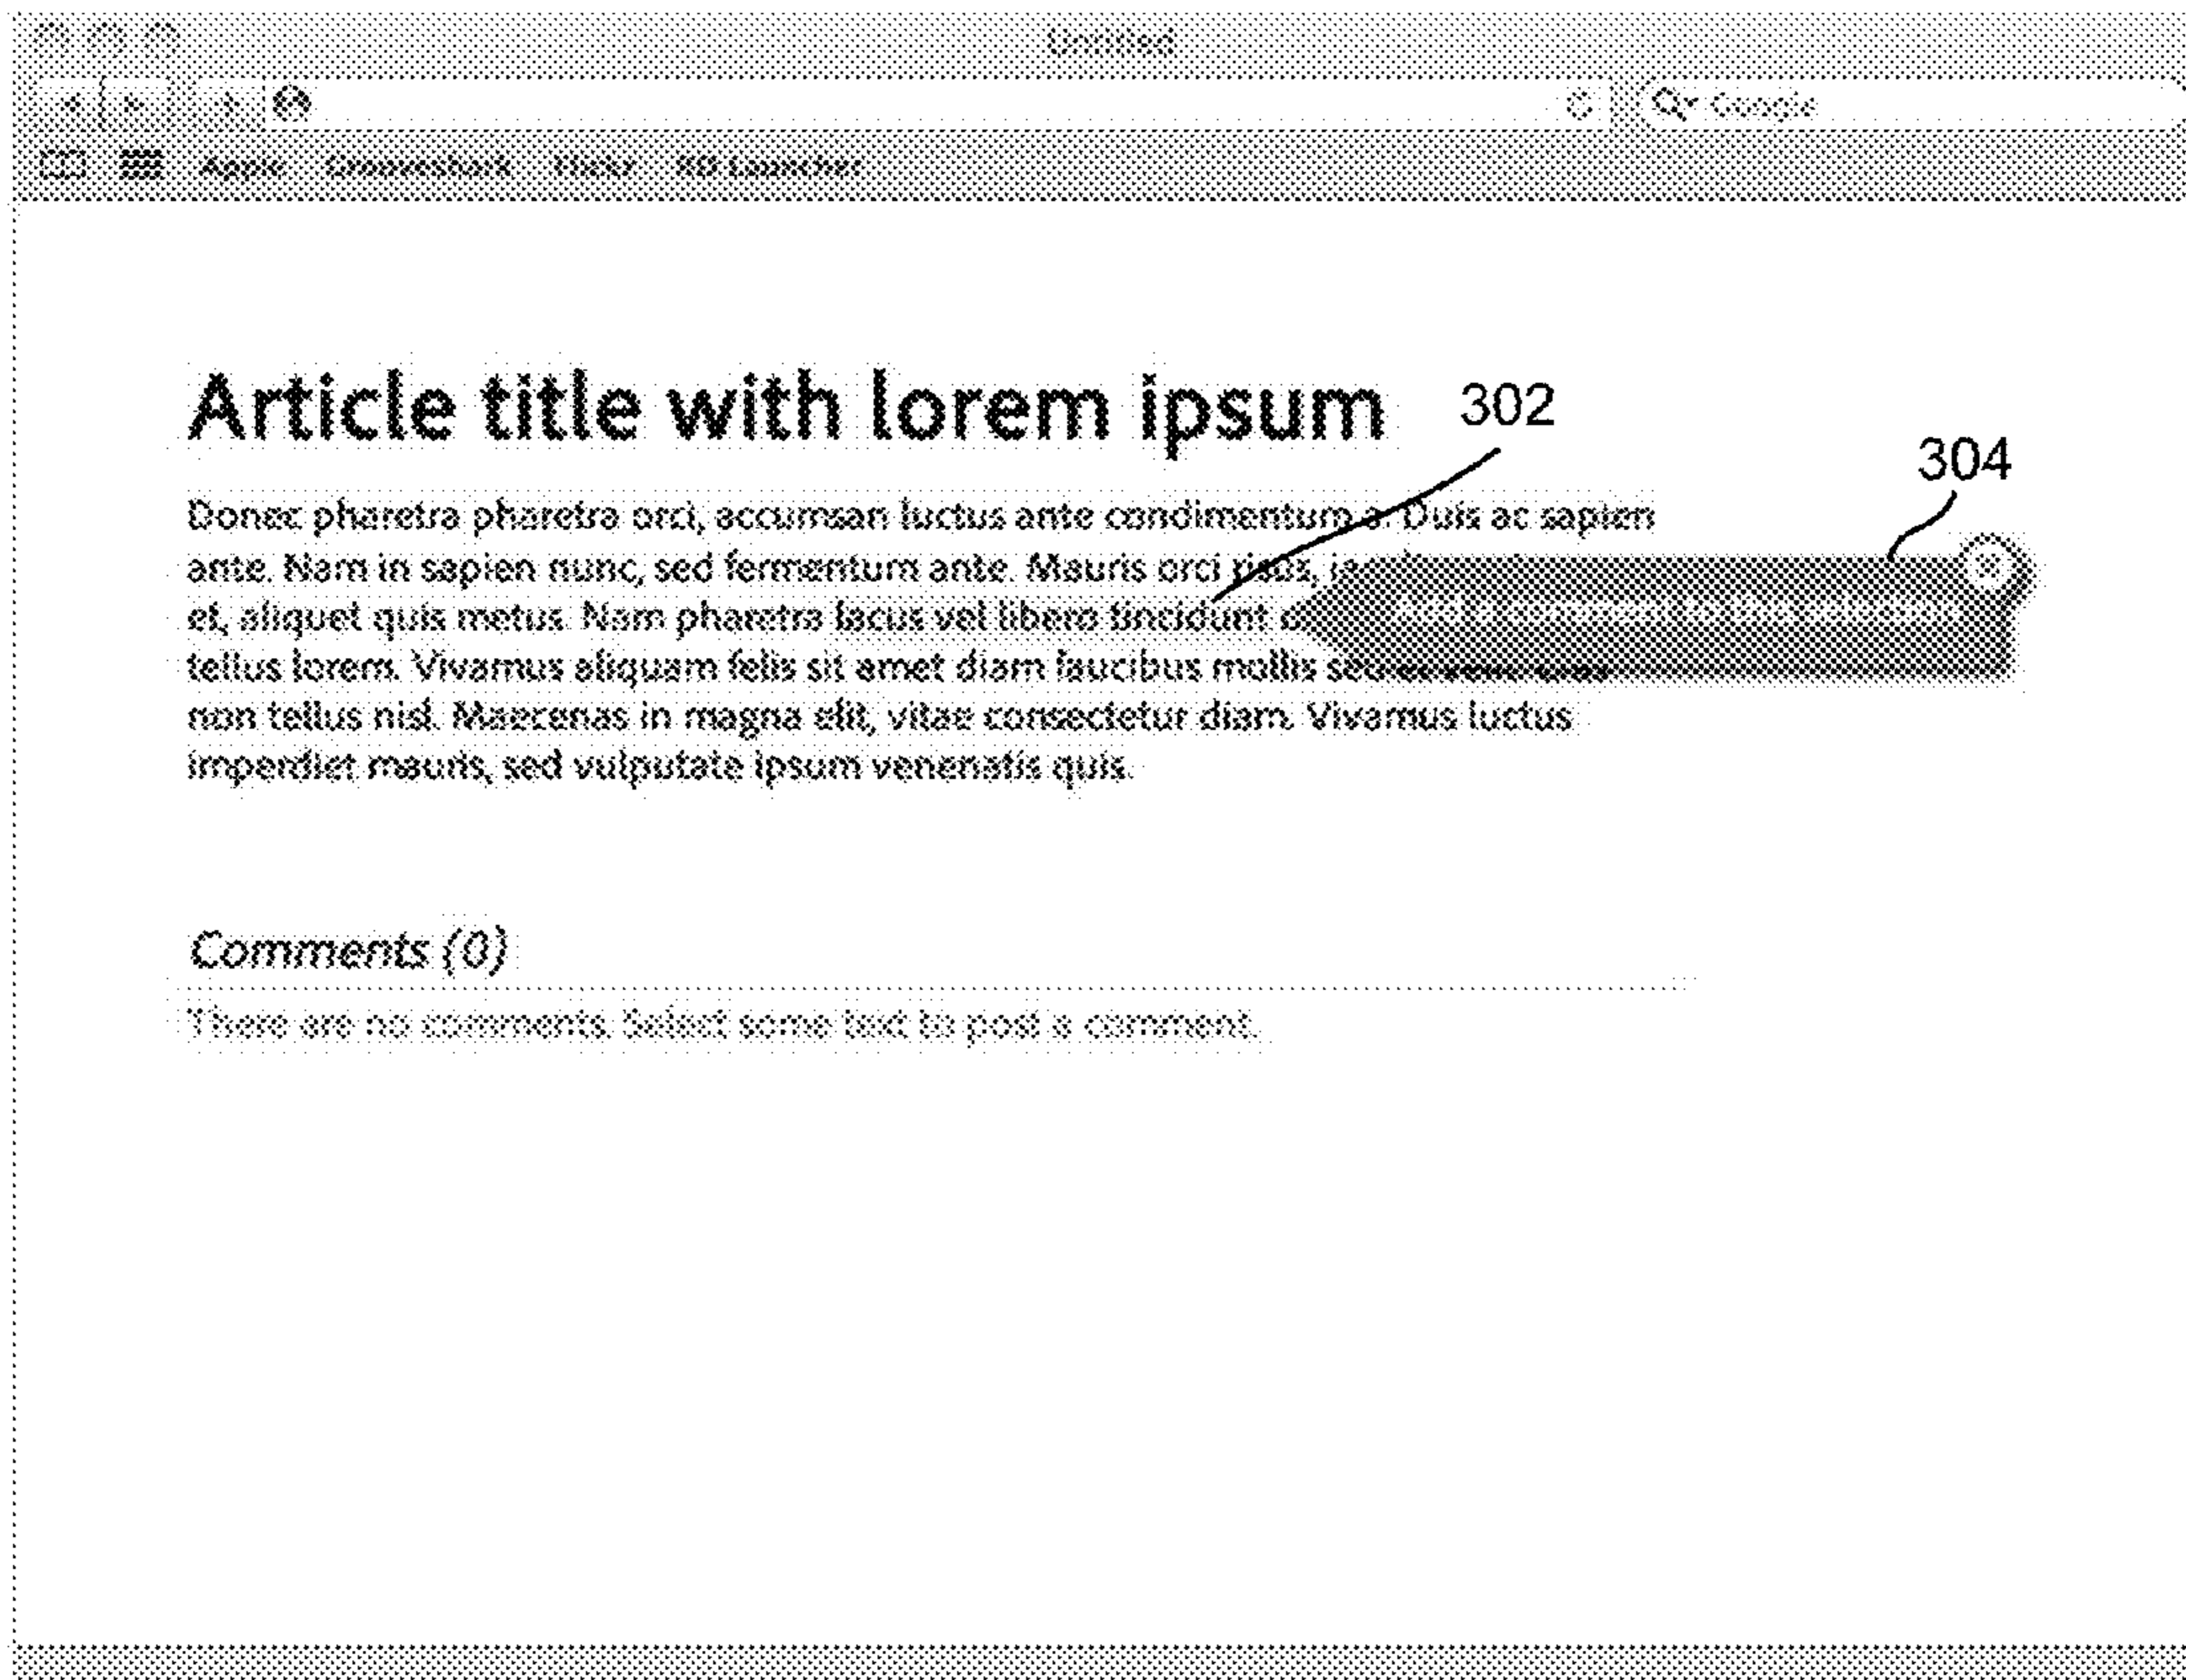 Untitled
Google
Apple Grooveshark Flickr RD Launcher
Article title with lorem ipsum
302
304
Donec pharetra pharetra orci, accumsan luctus ante condimentum a. Duis ac sapien
ante. Nam in sapien nunc, sed fermentum ante. Mauris orci
et, aliquet quis metus. Nam pharetra lacus vel libero tincidunt
tellus lorem. Vivamus aliquam felis sit amet diam faucibus mollis
non tellus nisl. Maecenas in magna elit, vitae consectetur diam. Vivamus luctus
imperdiet mauris, sed vulputate ipsum venenatis quis.
Comments (0)
There are no comments. Select some text to post a comment.